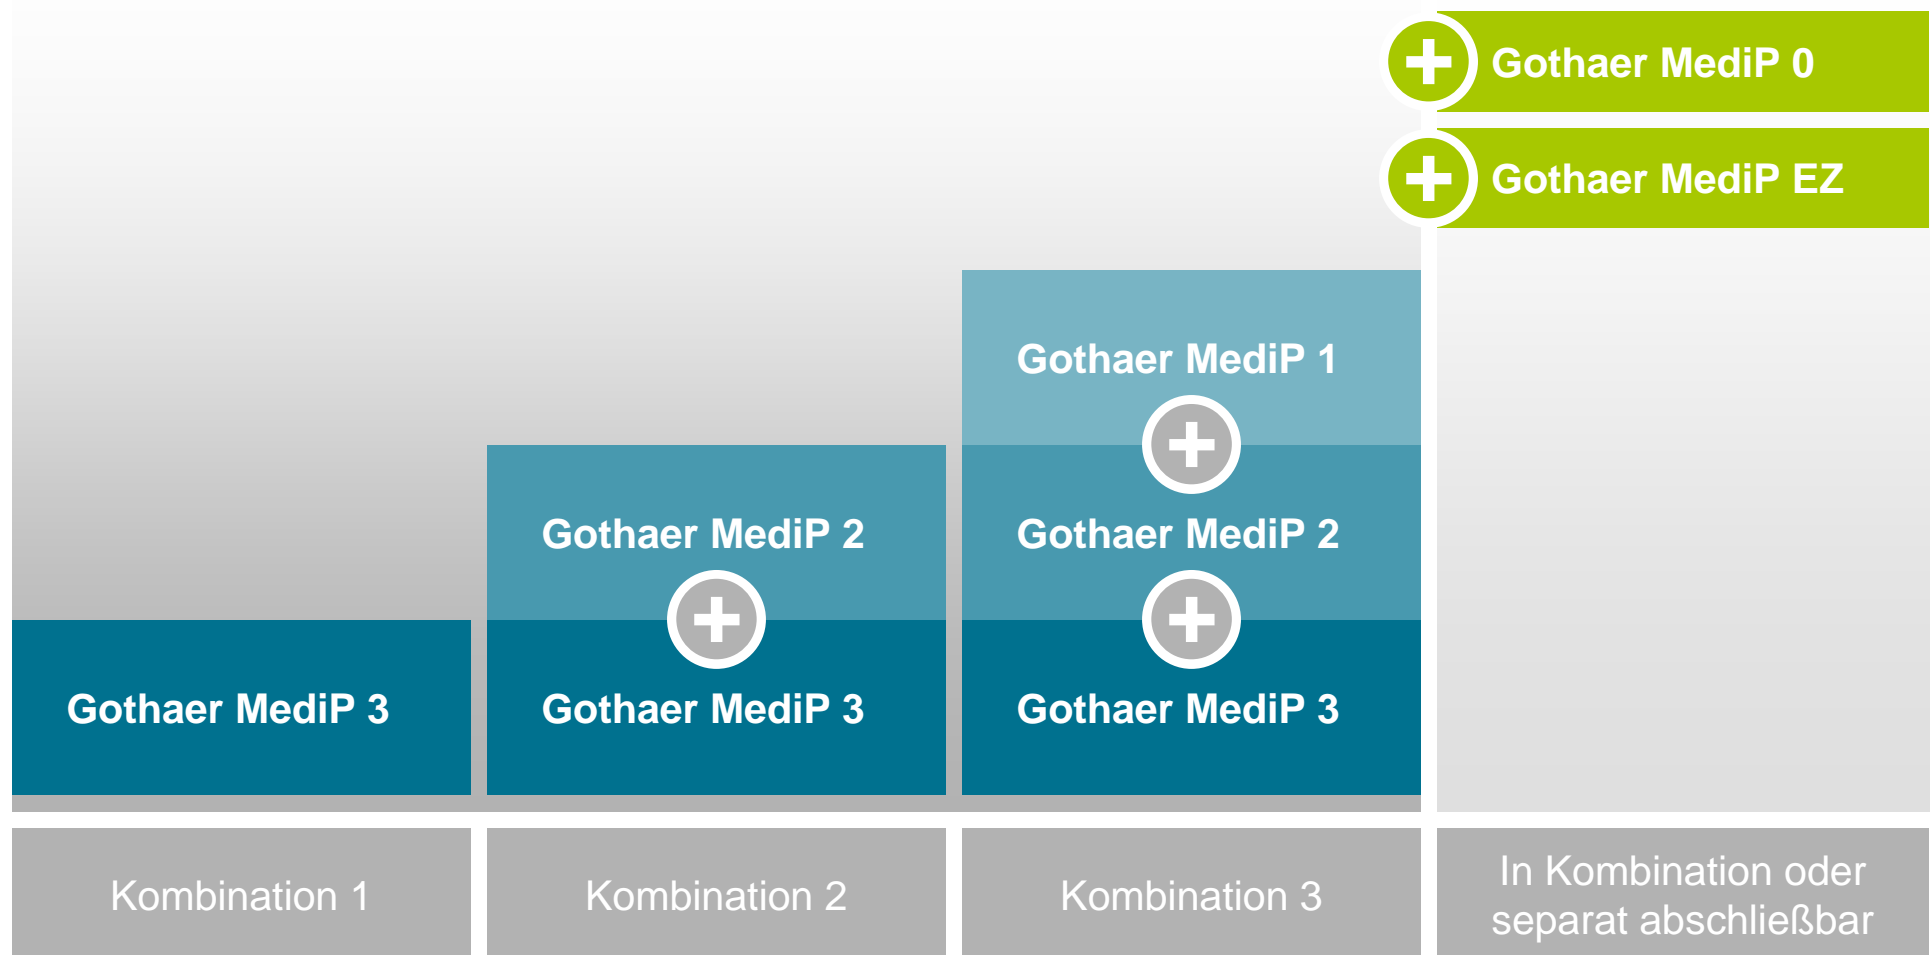 Gothaer MediP 0
Gothaer MediP EZ
Gothaer MediP 1
Gothaer MediP 2
Gothaer MediP 2
Gothaer MediP 3
Gothaer MediP 3
Gothaer MediP 3
Kombination 1
Kombination 2
Kombination 3
In Kombination oder
separat abschließbar